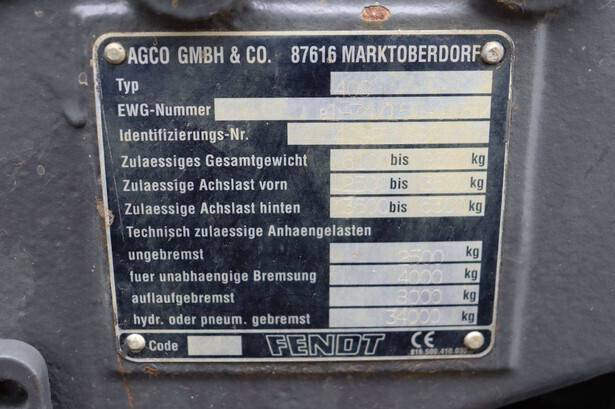 AGCO GMBH & CO. 87616 MARKTOBERDORF
Typ
EWG-Nummer
Identifizierungs-Nr.
Zulaessiges Gesamtgewicht bis kg
Zulaessige Achslast vorn bis kg
Zulaessige Achslast hinten bis kg
Technisch zulaessige Anhaengelasten
ungebremst 2500 kg
fuer unabhaengige Bremsung 4000 kg
auflaufgebremst 8000 kg
hydr. oder pneum. gebremst 34000 kg
Code FENDT CE